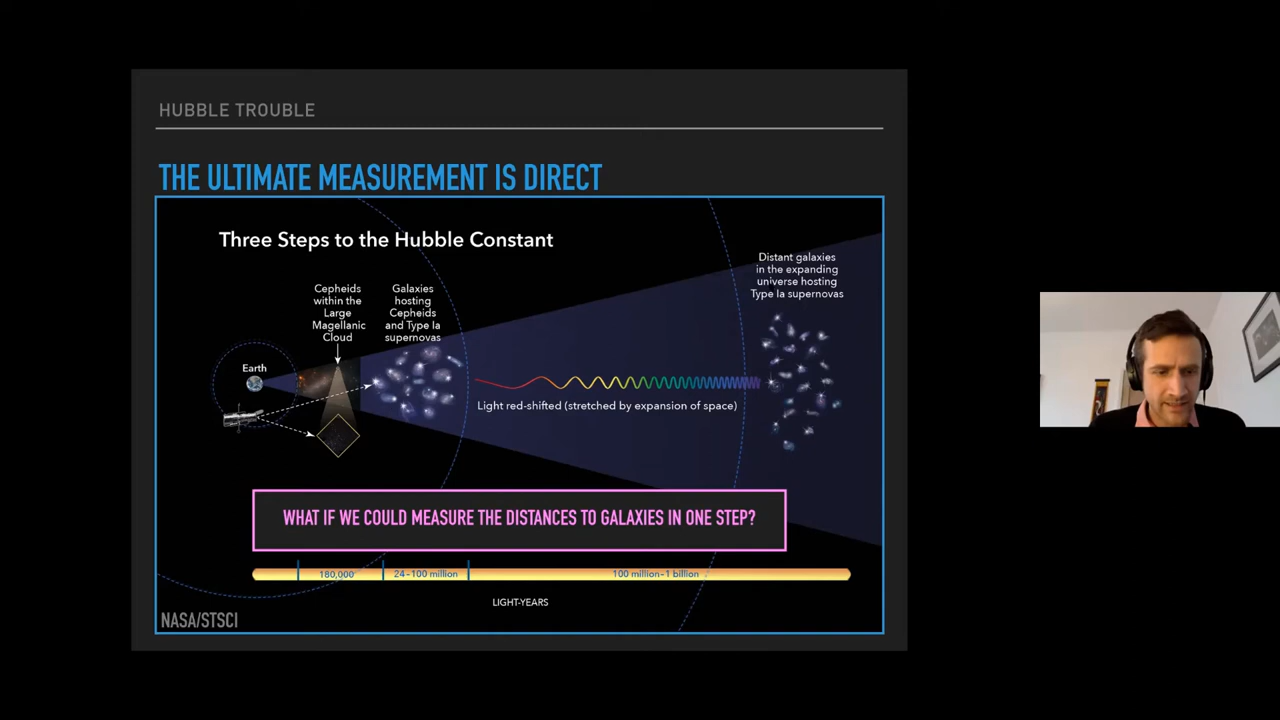 HUBBLE TROUBLE
THE ULTIMATE MEASUREMENT IS DIRECT
Three Steps to the Hubble Constant
Distant galaxies
in the expanding
universe hosting
Type Ia supernovas
Cepheids
within the
Large
Magellanic
Cloud
Galaxies
hosting
Cepheids
and Type Ia
supernovas
Earth
Light red-shifted (stretched by expansion of space)
WHAT IF WE COULD MEASURE THE DISTANCES TO GALAXIES IN ONE STEP?
180,000
24–100 million
100 million–1 billion
LIGHT-YEARS
NASA/STSCI